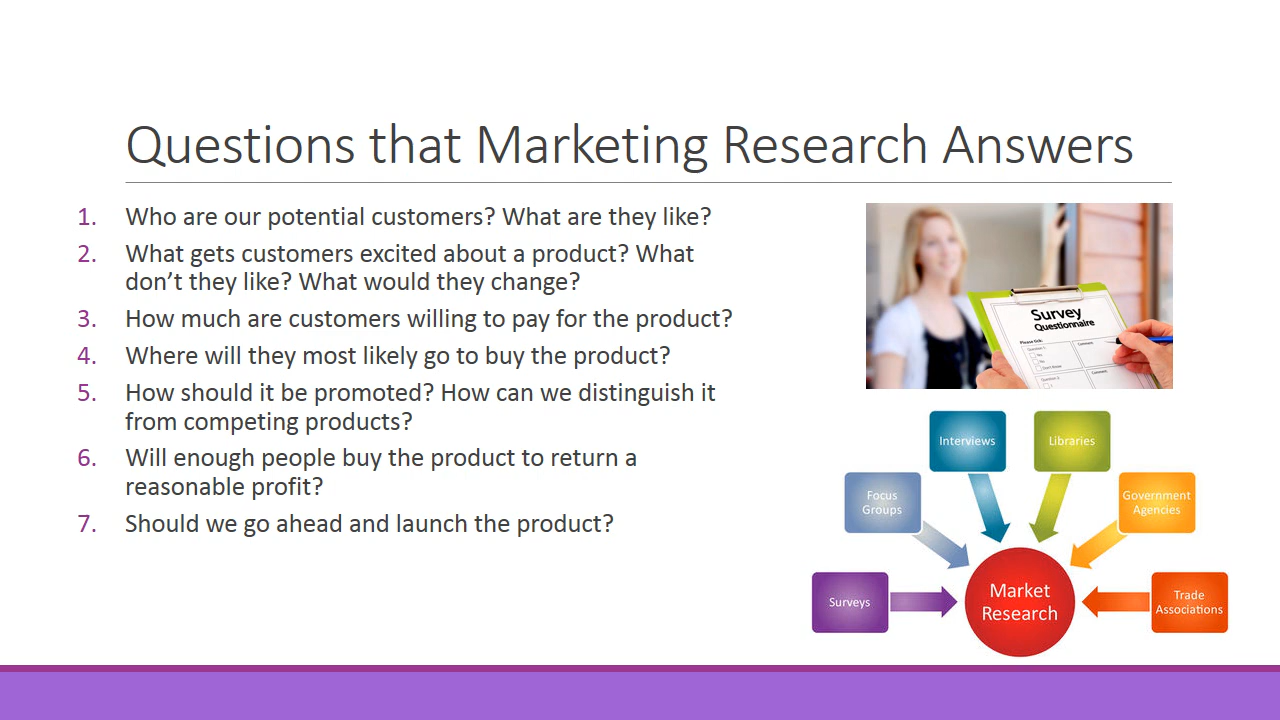 Questions that Marketing Research Answers
1. Who are our potential customers? What are they like?
2. What gets customers excited about a product? What
don’t they like? What would they change?
3. How much are customers willing to pay for the product?
4. Where will they most likely go to buy the product?
5. How should it be promoted? How can we distinguish it
from competing products?
6. Will enough people buy the product to return a
reasonable profit?
7. Should we go ahead and launch the product?
Survey
Questionnaire
Interviews
Libraries
Focus
Groups
Government
Agencies
Surveys
Market
Research
Trade
Associations